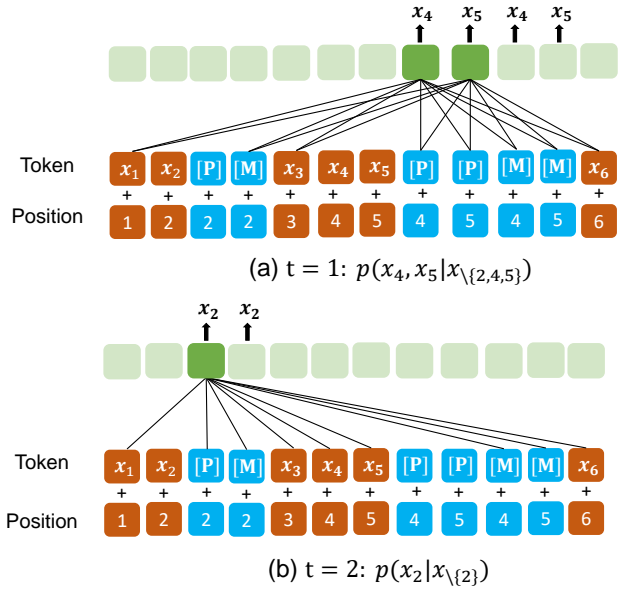 x₄ x₅ x₄ x₅
Token x₁ x₂ [P] [M] x₃ x₄ x₅ [P] [P] [M] [M] x₆
+ + + + + + + + + + + +
Position 1 2 2 2 3 4 5 4 5 4 5 6
(a) t = 1: p(x₄, x₅|x\{2,4,5})
x₂ x₂
Token x₁ x₂ [P] [M] x₃ x₄ x₅ [P] [P] [M] [M] x₆
+ + + + + + + + + + + +
Position 1 2 2 2 3 4 5 4 5 4 5 6
(b) t = 2: p(x₂|x\{2})